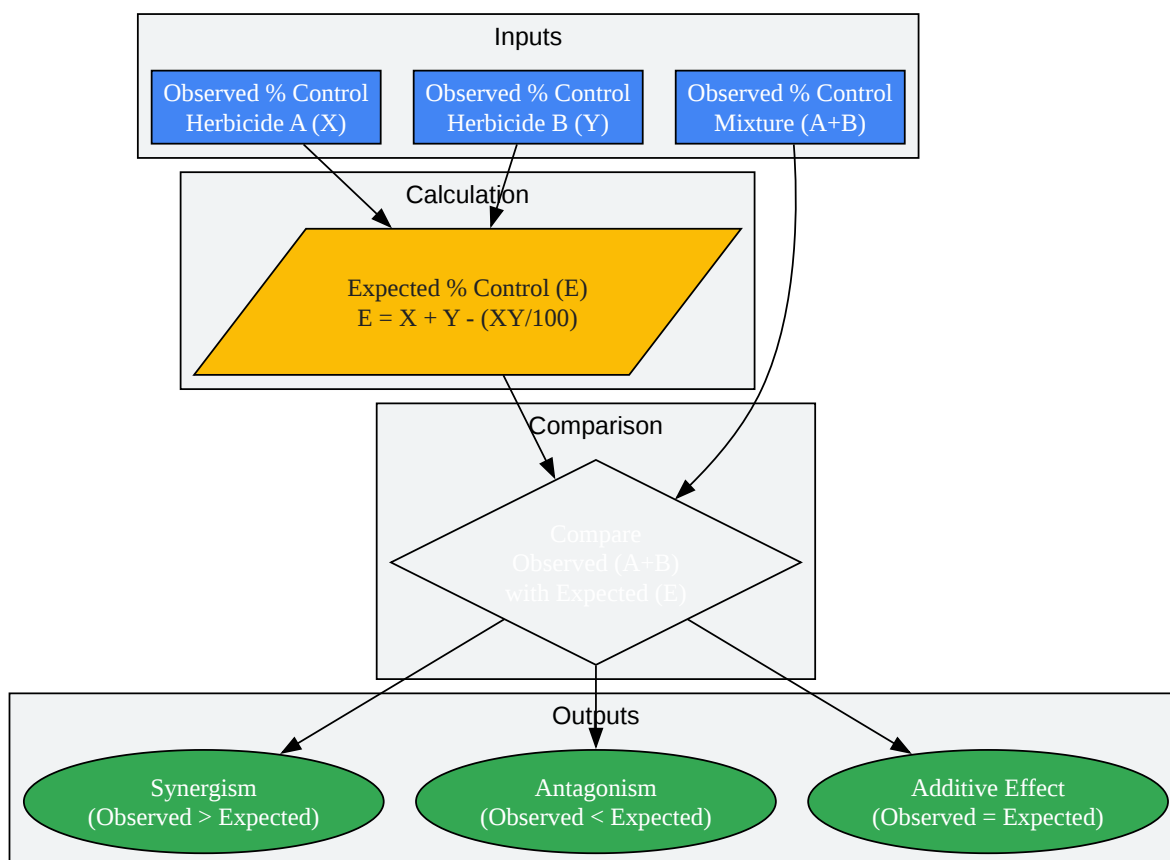 Inputs
Observed % Control
Herbicide A (X)
Observed % Control
Herbicide B (Y)
Observed % Control
Mixture (A+B)
Calculation
Expected % Control (E)
E = X + Y - (XY/100)
Comparison
Compare
Observed (A+B)
with Expected (E)
Outputs
Synergism
(Observed > Expected)
Antagonism
(Observed < Expected)
Additive Effect
(Observed = Expected)